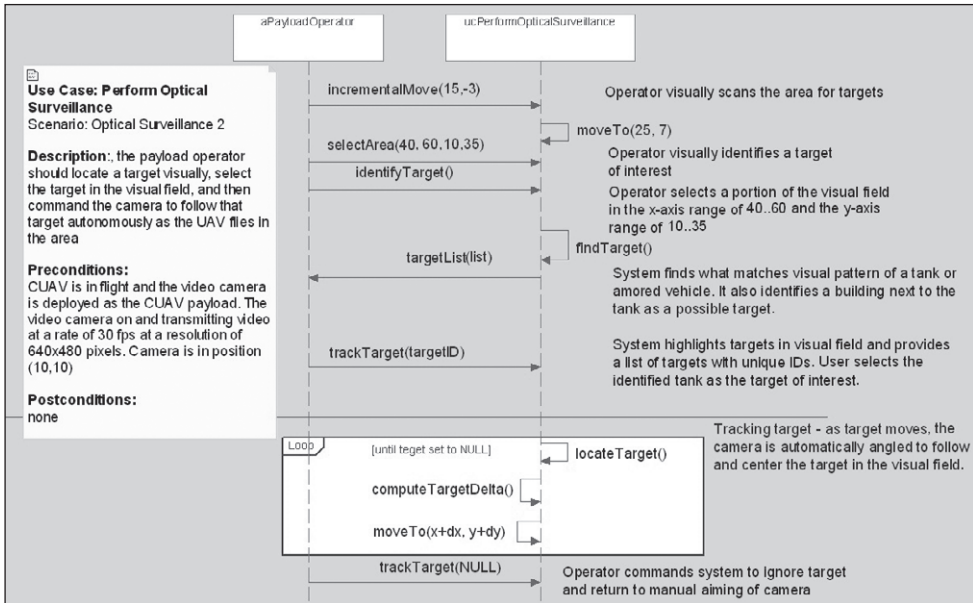 aPayloadOperator
ucPerformOpticalSurveillance
Use Case: Perform Optical
Surveillance
Scenario: Optical Surveillance 2
Description:, the payload operator
should locate a target visually, select
the target in the visual field, and then
command the camera to follow that
target autonomously as the UAV flies in
the area
Preconditions:
CUAV is in flight and the video camera
is deployed as the CUAV payload. The
video camera on and transmitting video
at a rate of 30 fps at a resolution of
640x480 pixels. Camera is in position
(10,10)
Postconditions:
none
incrementalMove(15,-3)
Operator visually scans the area for targets
moveTo(25, 7)
selectArea(40, 60,10,35)
Operator visually identifies a target
of interest
identifyTarget()
Operator selects a portion of the visual field
in the x-axis range of 40..60 and the y-axis
range of 10..35
findTarget()
targetList(list)
System finds what matches visual pattern of a tank or
amored vehicle. It also identifies a building next to the
tank as a possible target.
trackTarget(targetID)
System highlights targets in visual field and provides
a list of targets with unique IDs. User selects the
identified tank as the target of interest.
Tracking target - as target moves, the
camera is automatically angled to follow
and center the target in the visual field.
Loop
[until teget set to NULL]
locateTarget()
computeTargetDelta()
moveTo(x+dx, y+dy)
trackTarget(NULL)
Operator commands system to ignore target
and return to manual aiming of camera